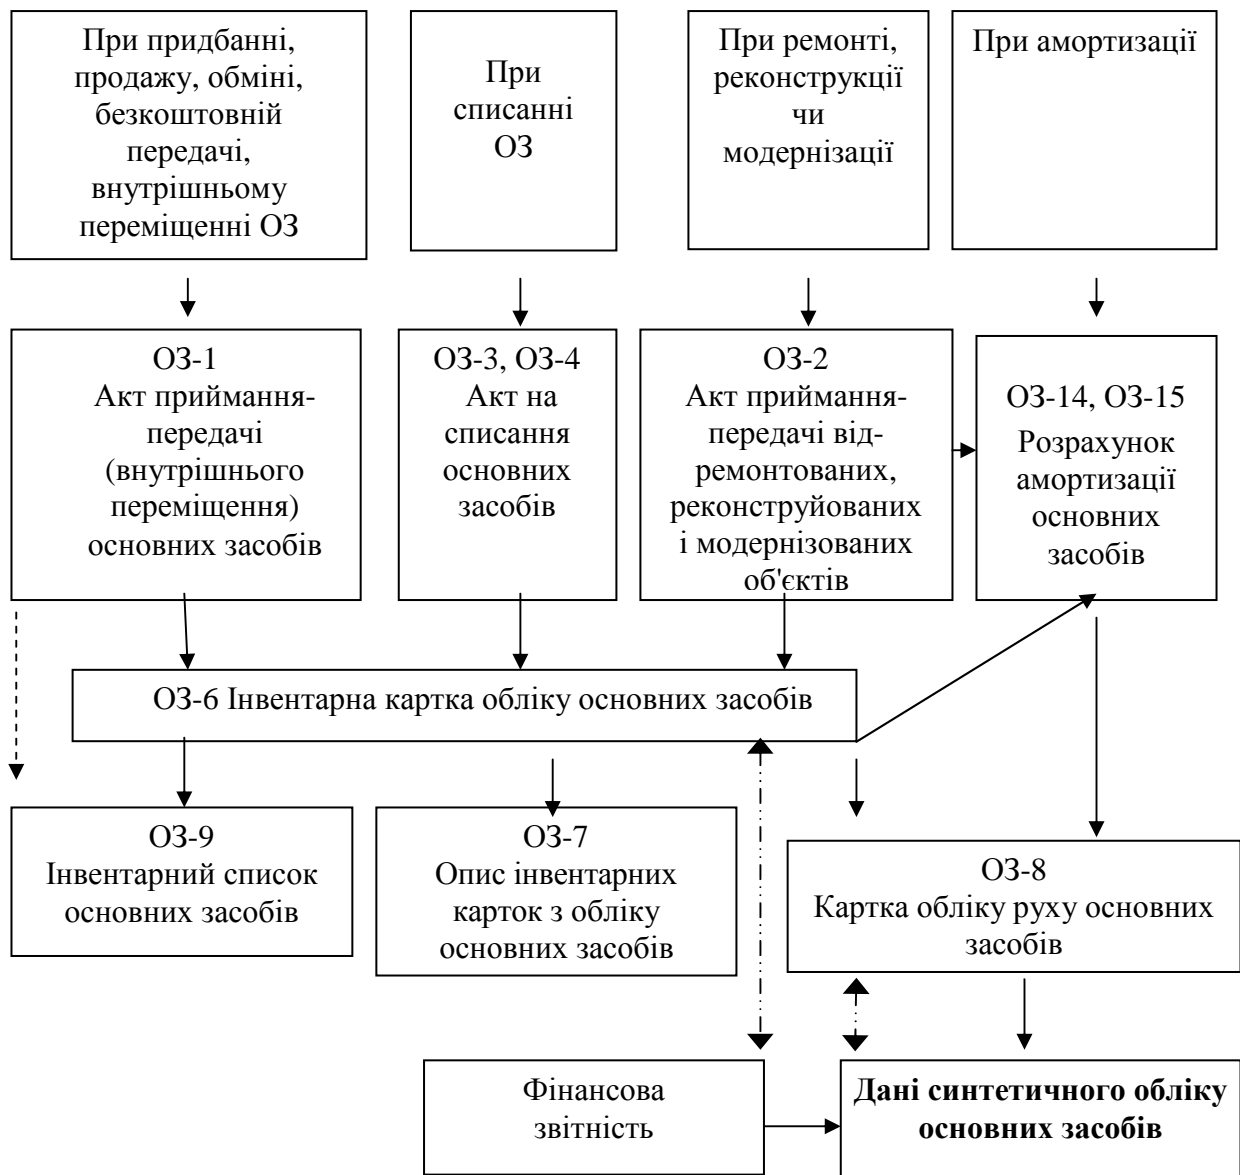 При придбанні,
продажу, обміні,
безкоштовній
передачі,
внутрішньому
переміщенні ОЗ
При
списанні
ОЗ
При ремонті,
реконструкції
чи
модернізації
При амортизації
ОЗ-1
Акт приймання-
передачі
(внутрішнього
переміщення)
основних засобів
ОЗ-3, ОЗ-4
Акт на
списання
основних
засобів
ОЗ-2
Акт приймання-
передачі від-
ремонтованих,
реконструйованих
і модернізованих
об'єктів
ОЗ-14, ОЗ-15
Розрахунок
амортизації
основних
засобів
ОЗ-6 Інвентарна картка обліку основних засобів
ОЗ-9
Інвентарний список
основних засобів
ОЗ-7
Опис інвентарних
карток з обліку
основних засобів
ОЗ-8
Картка обліку руху основних
засобів
Фінансова
звітність
Дані синтетичного обліку
основних засобів